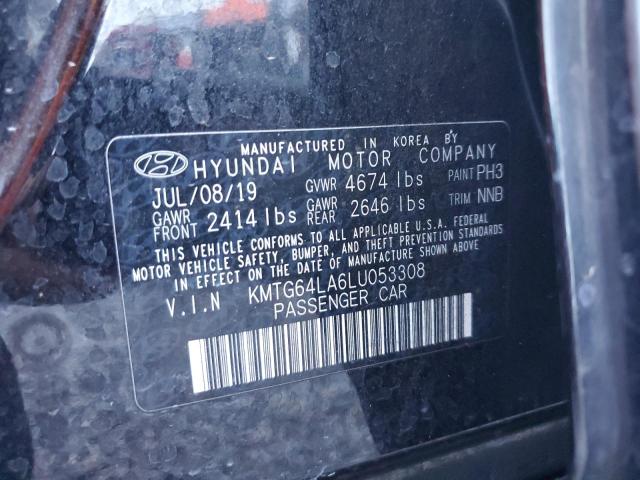 MANUFACTURED IN KOREA BY
HYUNDAI MOTOR COMPANY
JUL/08/19 GVWR 4674 lbs PAINT PH3
GAWR FRONT 2414 lbs GAWR REAR 2646 lbs TRIM NNB
THIS VEHICLE CONFORMS TO ALL APPLICABLE U.S.A. FEDERAL
MOTOR VEHICLE SAFETY, BUMPER, AND THEFT PREVENTION STANDARDS
IN EFFECT ON THE DATE OF MANUFACTURE SHOWN ABOVE
V.I.N KMTG64LA6LU053308
PASSENGER CAR